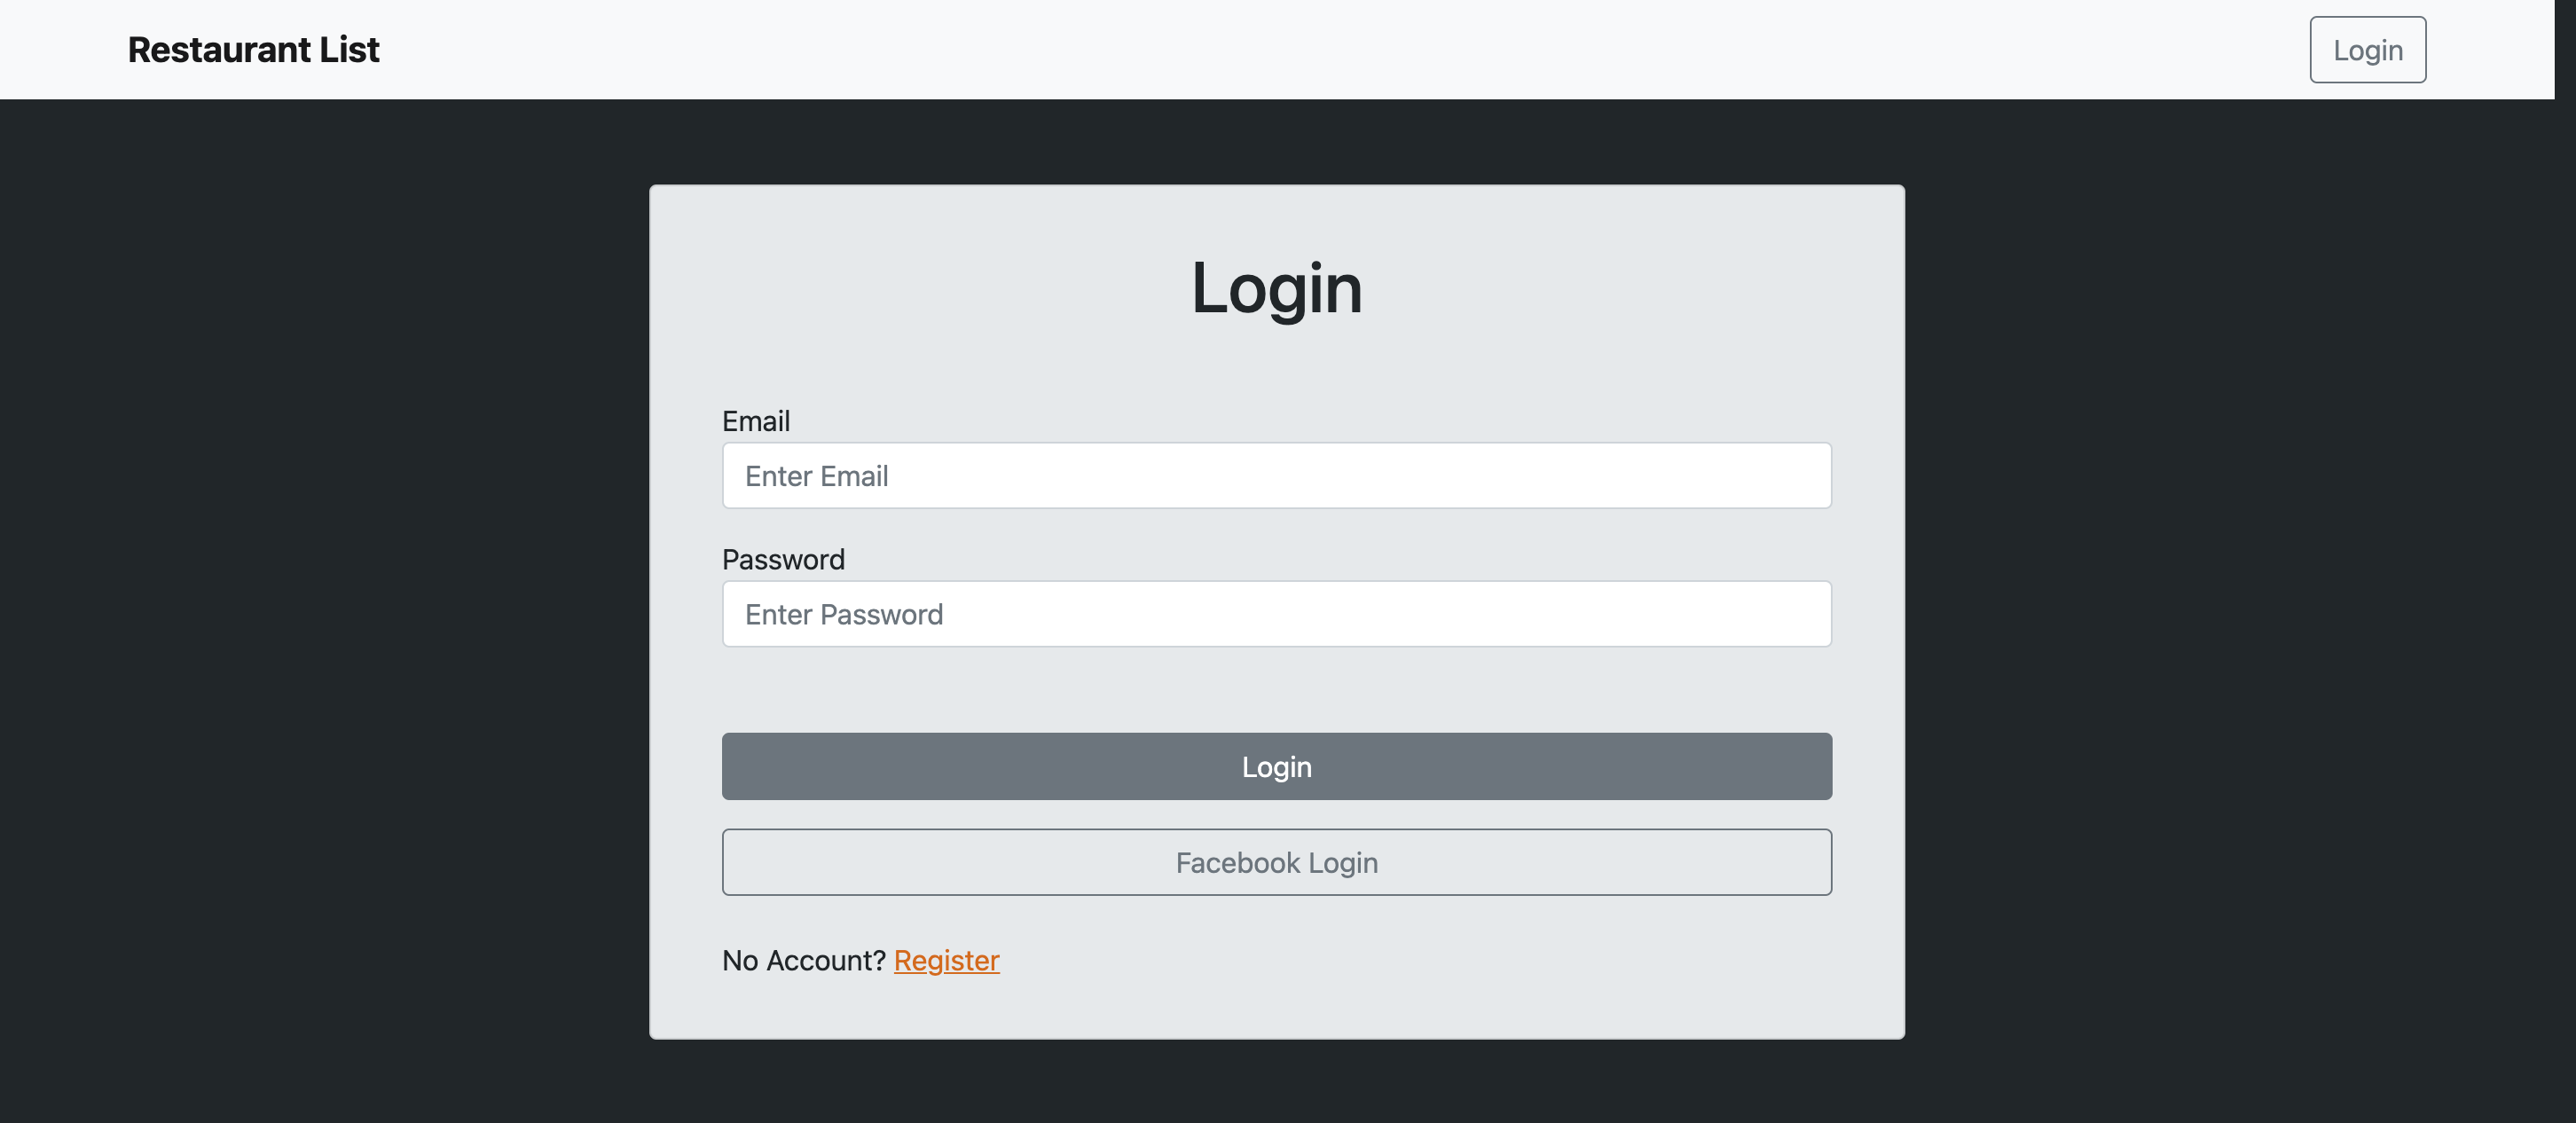 Restaurant List
Login
Login
Email
Enter Email
Password
Enter Password
Login
Facebook Login
No Account? Register